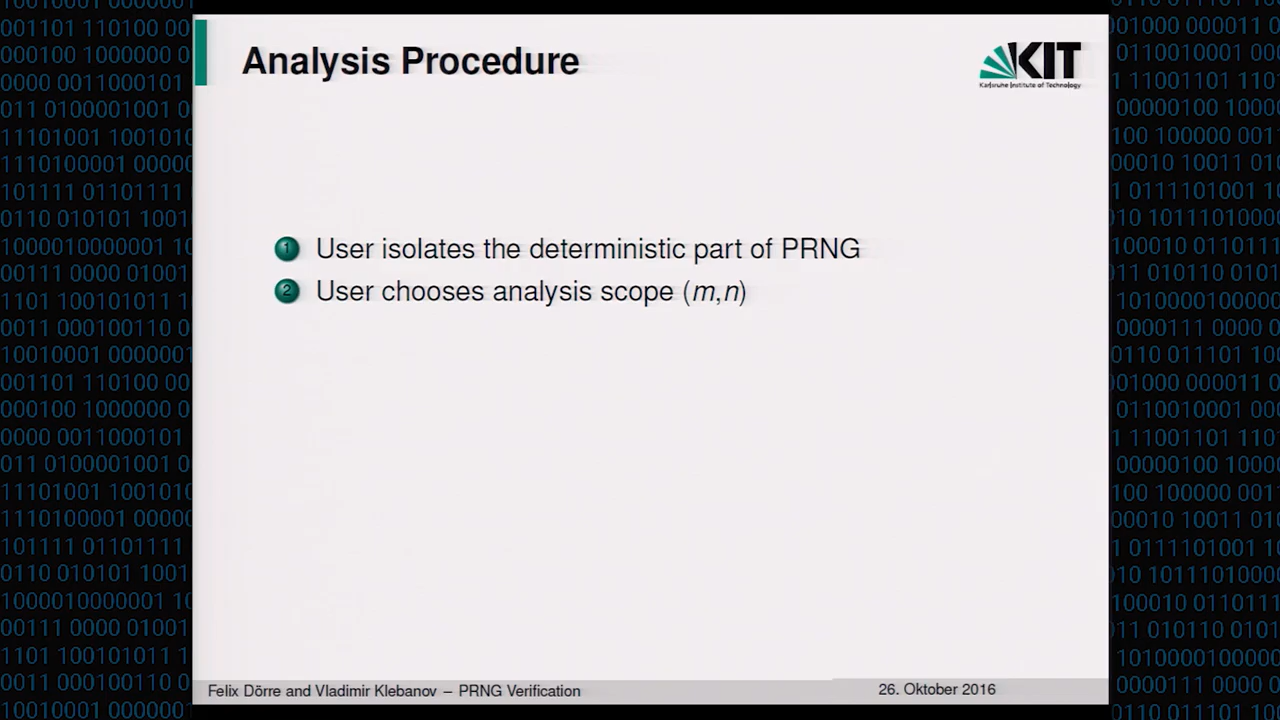 Analysis Procedure
KIT
Karlsruhe Institute of Technology
1 User isolates the deterministic part of PRNG
2 User chooses analysis scope (m,n)
Felix Dörre and Vladimir Klebanov – PRNG Verification
26. Oktober 2016